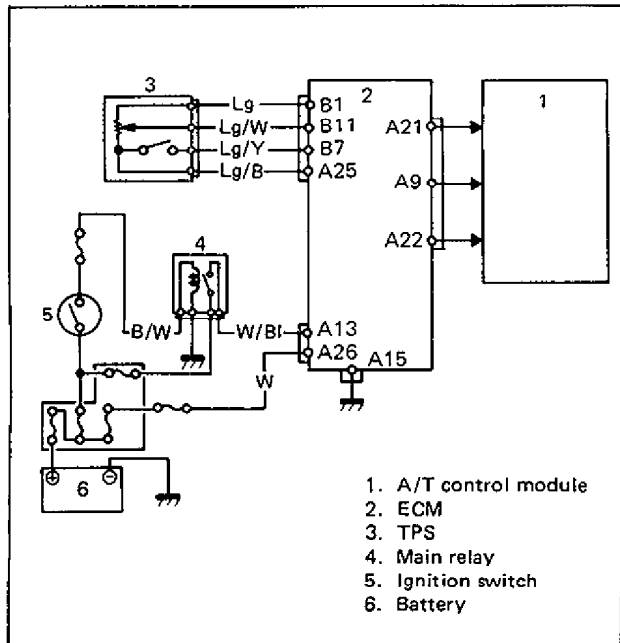 3
Lg
B1
2
1
Lg/W
B11
A21
Lg/Y
B7
Lg/B
A25
A9
4
A22
5
B/W
W/Bl
A13
A26
A15
W
6
1. A/T control module
2. ECM
3. TPS
4. Main relay
5. Ignition switch
6. Battery